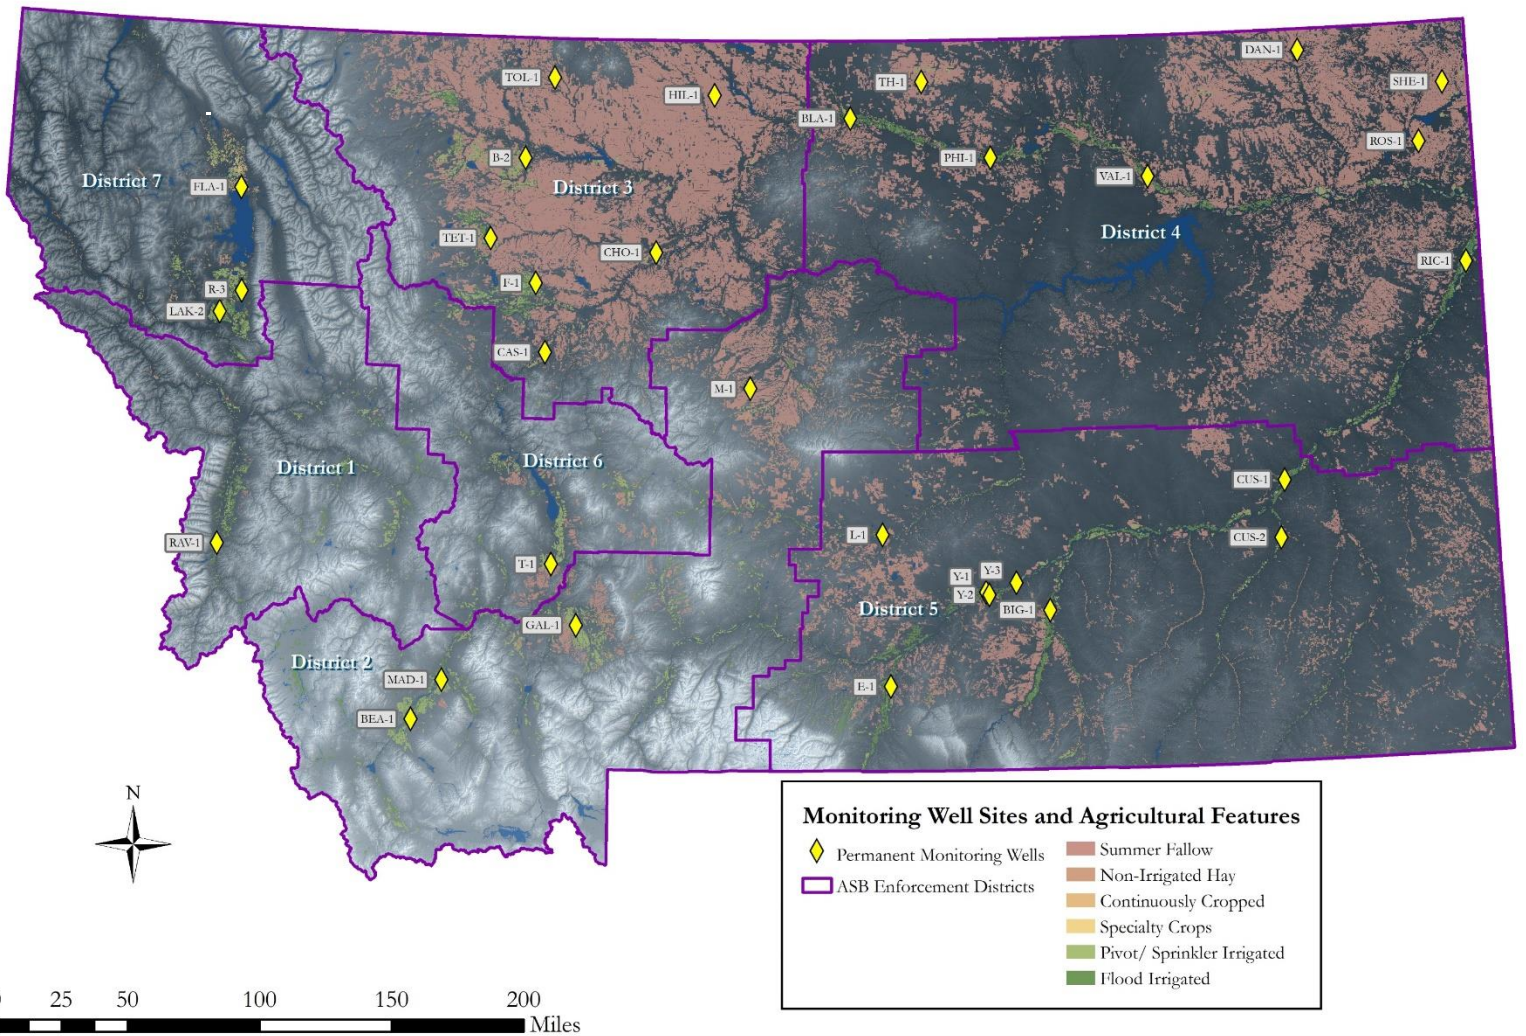 DAN-1
TOL-1
TH-1
SHE-1
HIL-1
BLA-1
ROS-1
B-2
PHI-1
VAL-1
District 7
FLA-1
District 3
TET-1
CHO-1
District 4
RIC-1
F-1
R-3
LAK-2
CAS-1
M-1
District 1
District 6
CUS-1
L-1
CUS-2
RAV-1
T-1
Y-1
Y-3
Y-2
BIG-1
District 5
GAL-1
District 2
MAD-1
E-1
BEA-1
N
Monitoring Well Sites and Agricultural Features
Permanent Monitoring Wells
ASB Enforcement Districts
Summer Fallow
Non-Irrigated Hay
Continuously Cropped
Specialty Crops
Pivot/ Sprinkler Irrigated
Flood Irrigated
25 50 100 150 200
Miles